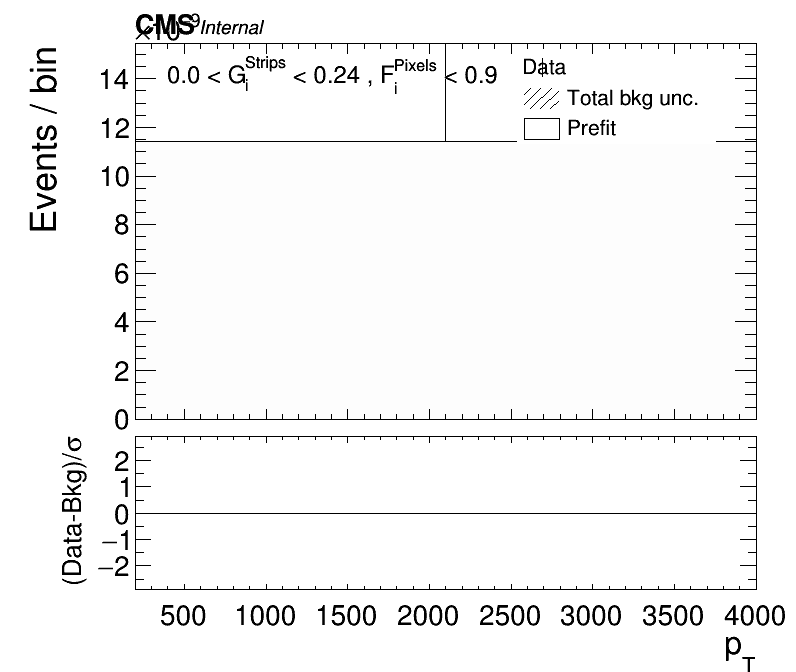 CMS Internal
×10⁻⁹
Events / bin
0.0 < G_i^Strips < 0.24 , F_i^Pixels < 0.9
Data
Total bkg unc.
Prefit
14
12
10
8
6
4
2
0
(Data-Bkg)/σ
2
1
0
−1
−2
500 1000 1500 2000 2500 3000 3500 4000
p_T